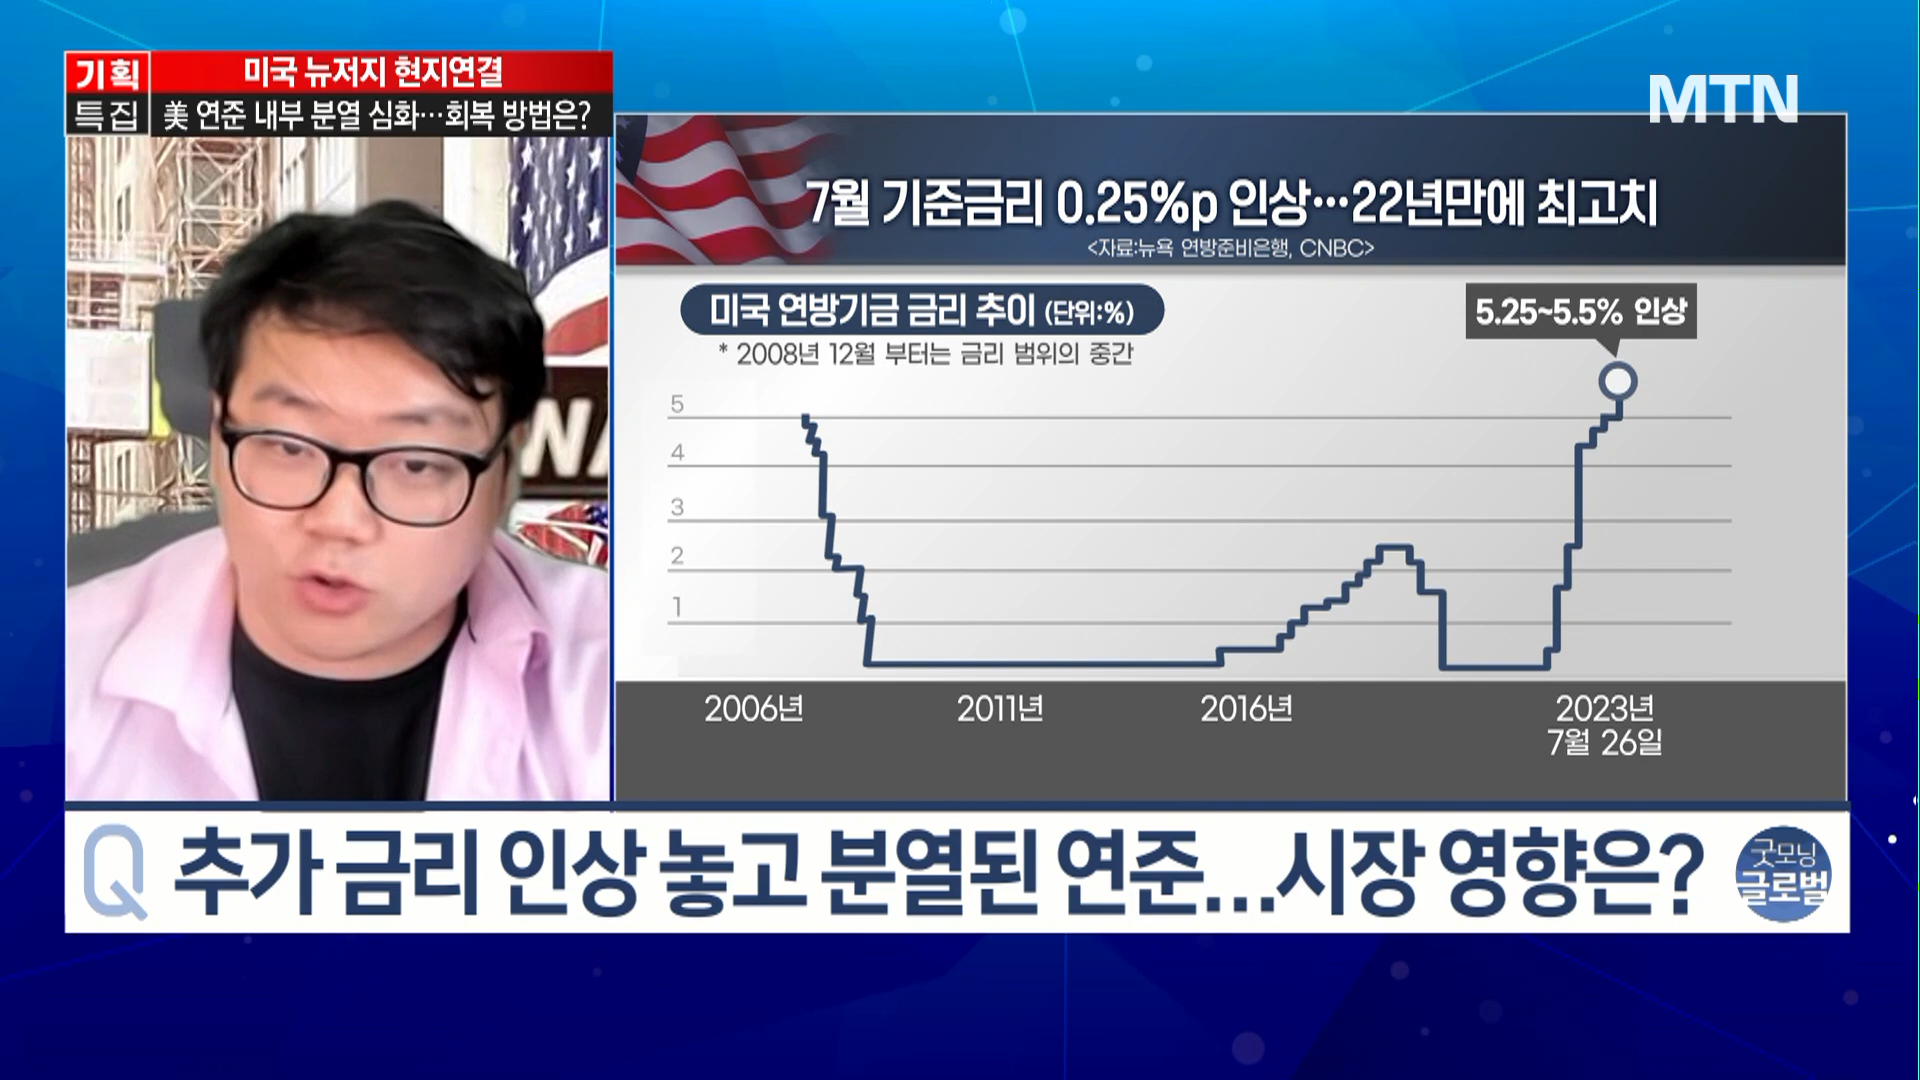 기획
특집
미국 뉴저지 현지연결
美 연준 내부 분열 심화…회복 방법은?
MTN
7월 기준금리 0.25%p 인상…22년만에 최고치
<자료:뉴욕 연방준비은행, CNBC>
미국 연방기금 금리 추이 (단위:%)
* 2008년 12월 부터는 금리 범위의 중간
5.25~5.5% 인상
5
4
3
2
1
2006년
2011년
2016년
2023년
7월 26일
Q 추가 금리 인상 놓고 분열된 연준...시장 영향은?
굿모닝
글로벌